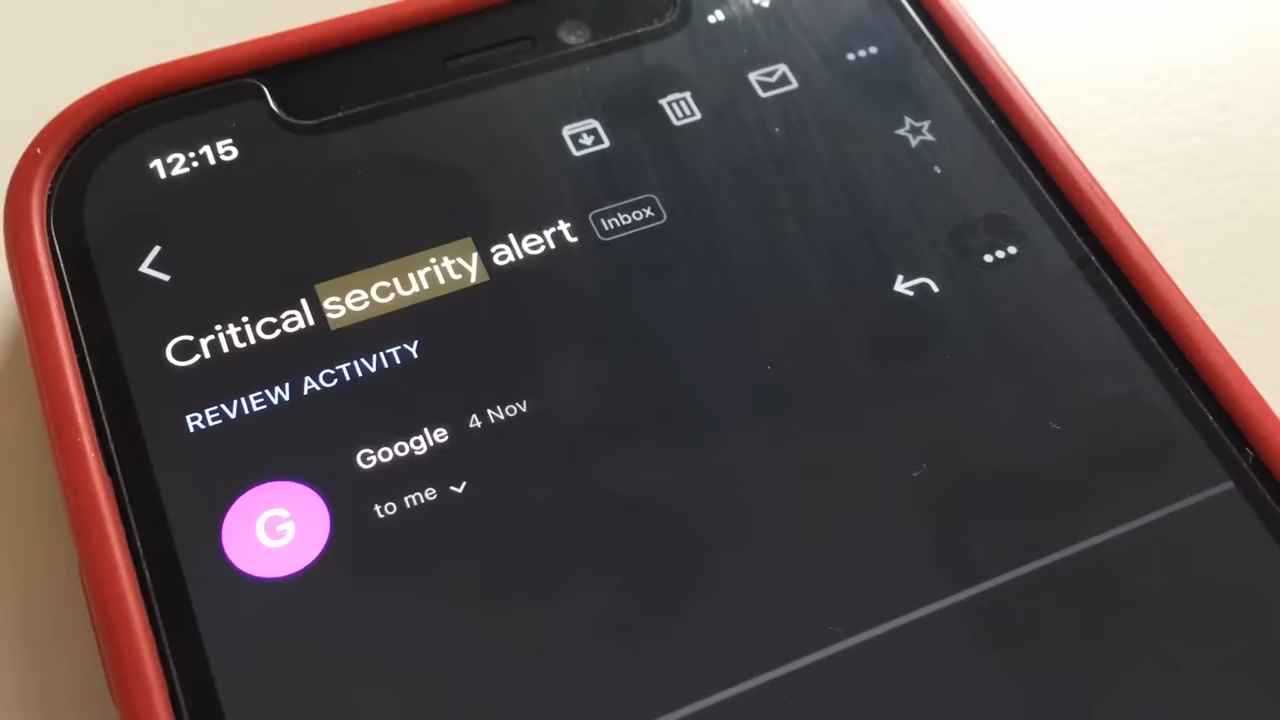 12:15
Critical security alert Inbox
REVIEW ACTIVITY
Google 4 Nov
G
to me